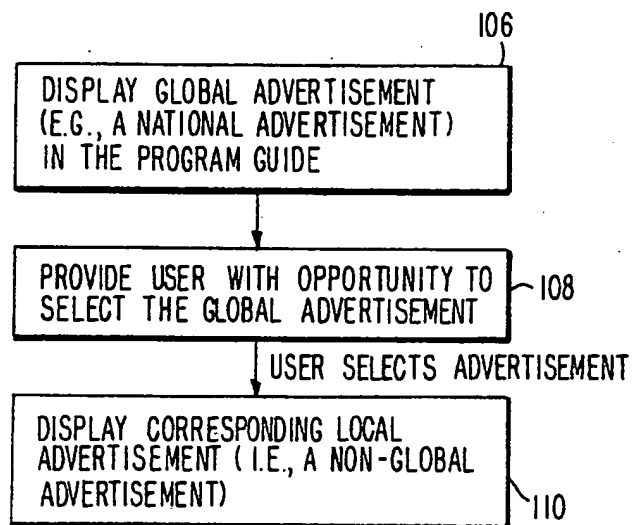 106
DISPLAY GLOBAL ADVERTISEMENT
(E.G., A NATIONAL ADVERTISEMENT)
IN THE PROGRAM GUIDE
PROVIDE USER WITH OPPORTUNITY TO
SELECT THE GLOBAL ADVERTISEMENT
108
USER SELECTS ADVERTISEMENT
DISPLAY CORRESPONDING LOCAL
ADVERTISEMENT (I.E., A NON-GLOBAL
ADVERTISEMENT)
110